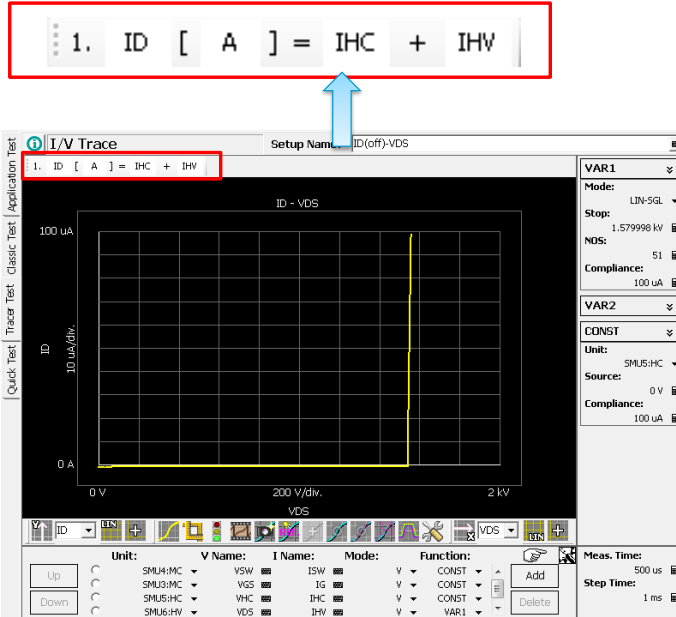 1. ID [ A ] = IHC + IHV
I/V Trace
Setup Name: ID(off)-VDS
1. ID [ A ] = IHC + IHV
Application Test
Classic Test
Tracer Test
Quick Test
ID - VDS
100 uA
ID
10 uA/div.
0 A
0 V
200 V/div.
2 kV
VDS
VAR1
Mode:
LIN-SGL
Stop:
1.579998 kV
NOS:
51
Compliance:
100 uA
VAR2
CONST
Unit:
SMU5:HC
Source:
0 V
Compliance:
100 uA
Y ID LIN X VDS LIN
Unit: V Name: I Name: Mode: Function:
SMU4:MC VSW ISW V CONST
SMU3:MC VGS IG V CONST
SMU5:HC VHC IHC V CONST
SMU6:HV VDS IHV V VAR1
Up
Down
Add
Delete
Meas. Time:
500 us
Step Time:
1 ms